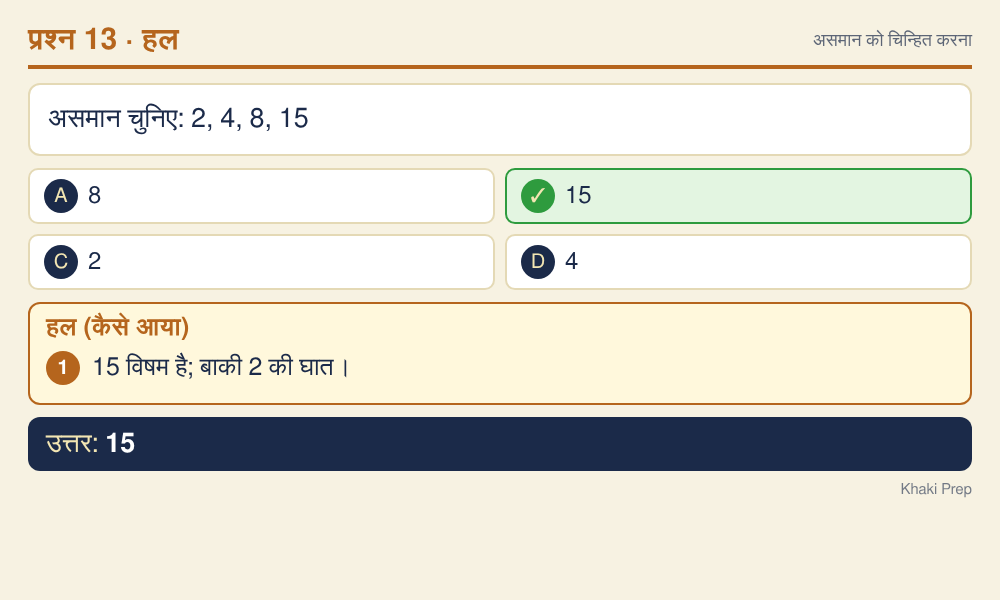 प्रश्न 13 · हल
असमान को चिन्हित करना
असमान चुनिए: 2, 4, 8, 15
A 8
✓ 15
C 2
D 4
हल (कैसे आया)
1 15 विषम है; बाकी 2 की घात।
उत्तर: 15
Khaki Prep